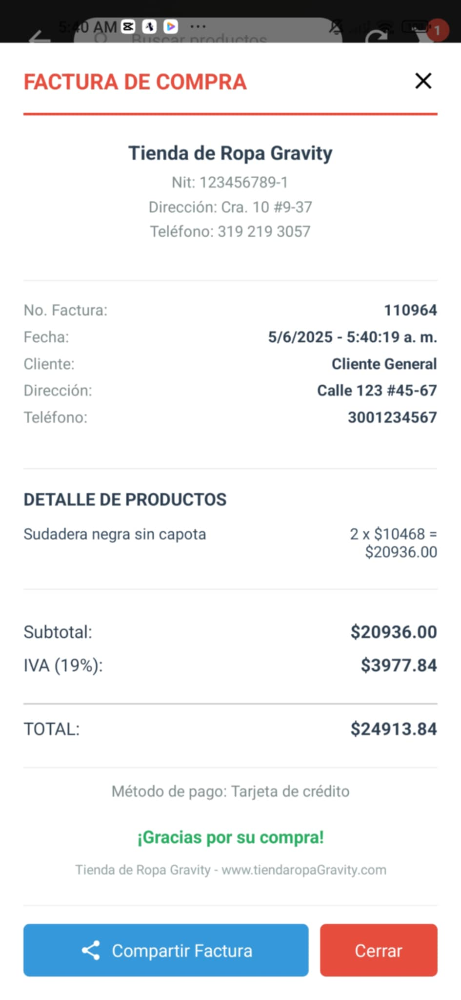 5:40 AM
Buscar productos
1
FACTURA DE COMPRA
Tienda de Ropa Gravity
Nit: 123456789-1
Dirección: Cra. 10 #9-37
Teléfono: 319 219 3057
No. Factura: 110964
Fecha: 5/6/2025 - 5:40:19 a. m.
Cliente: Cliente General
Dirección: Calle 123 #45-67
Teléfono: 3001234567
DETALLE DE PRODUCTOS
Sudadera negra sin capota 2 x $10468 =
$20936.00
Subtotal: $20936.00
IVA (19%): $3977.84
TOTAL: $24913.84
Método de pago: Tarjeta de crédito
¡Gracias por su compra!
Tienda de Ropa Gravity - www.tiendaropaGravity.com
Compartir Factura
Cerrar